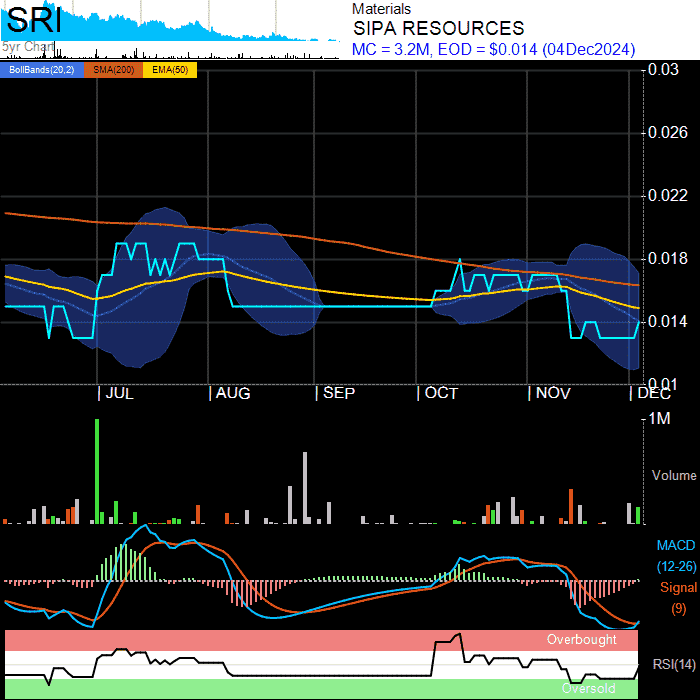 SRI
5yr Chart
Materials
SIPA RESOURCES
MC = 3.2M, EOD = $0.014 (04Dec2024)
BollBands(20,2) SMA(200) EMA(50)
0.03
0.026
0.022
0.018
0.014
0.01
| JUL | AUG | SEP | OCT | NOV | DEC
1M
Volume
MACD
(12-26)
Signal
(9)
Overbought
RSI(14)
Oversold